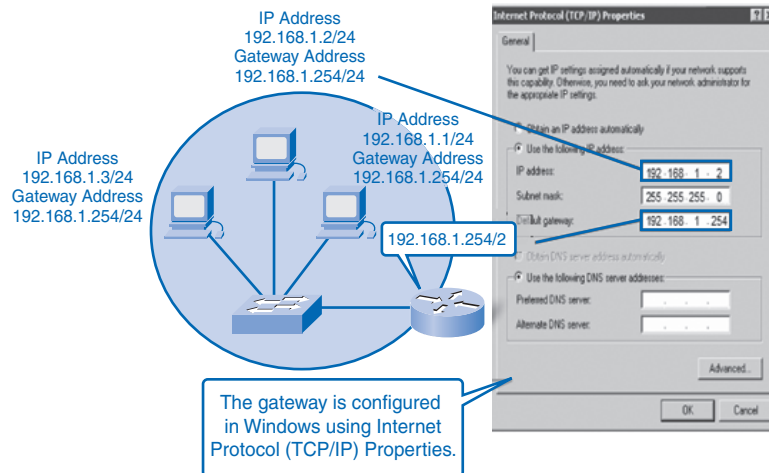 IP Address
192.168.1.2/24
Gateway Address
192.168.1.254/24
IP Address
192.168.1.1/24
Gateway Address
192.168.1.254/24
IP Address
192.168.1.3/24
Gateway Address
192.168.1.254/24
192.168.1.254/2
The gateway is configured
in Windows using Internet
Protocol (TCP/IP) Properties.
Internet Protocol (TCP/IP) Properties
General
You can get IP settings assigned automatically if your network supports
this capability. Otherwise, you need to ask your network administrator for
the appropriate IP settings.
Obtain an IP address automatically
Use the following IP address:
IP address: 192 . 168 . 1 . 2
Subnet mask: 255 . 255 . 255 . 0
Default gateway: 192 . 168 . 1 . 254
Obtain DNS server address automatically
Use the following DNS server addresses:
Preferred DNS server: . . .
Alternate DNS server: . . .
Advanced...
OK Cancel